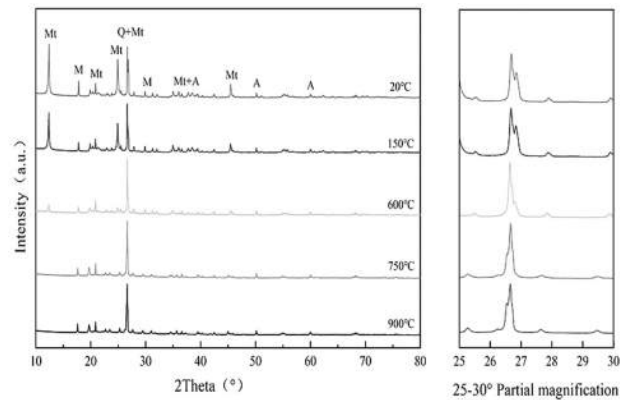 Q+Mt
Mt
M
Mt
Mt
M
Mt+A
Mt
A
A
20℃
150℃
600℃
750℃
900℃
Intensity (a.u.)
10 20 30 40 50 60 70 80
2Theta (°)
25 26 27 28 29 30
25-30° Partial magnification